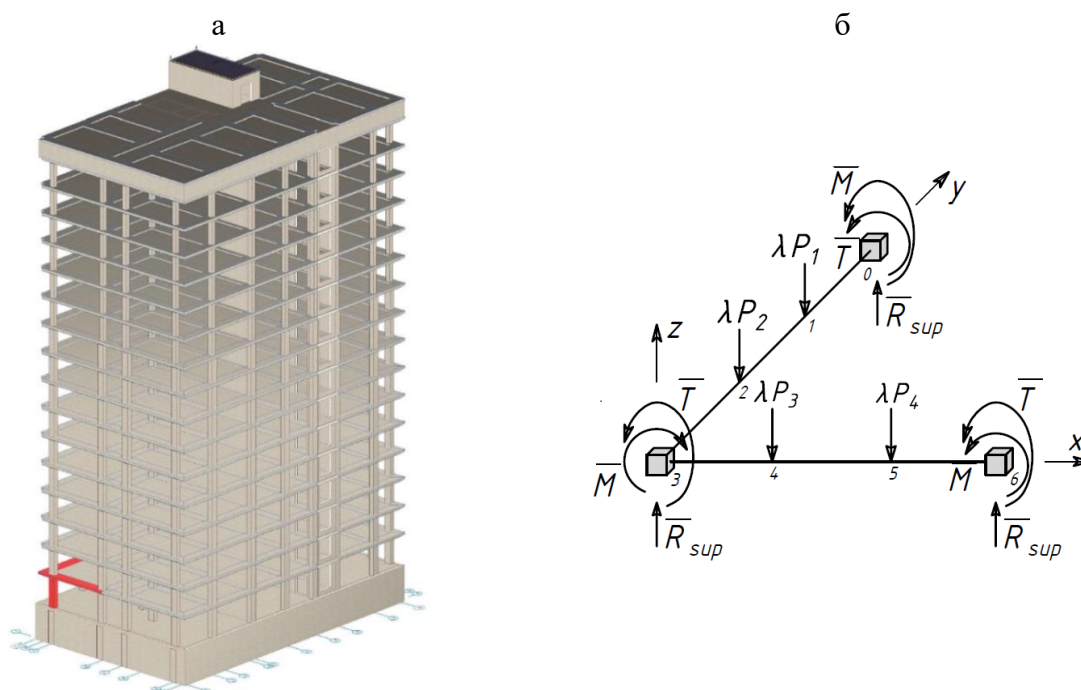 а
б
M̅
y
λP₁
T̅
0
1
R̅ sup
λP₂
z
2
T̅
λP₃
λP₄
T̅
x
M̅
3
4
5
M̅
6
R̅ sup
R̅ sup